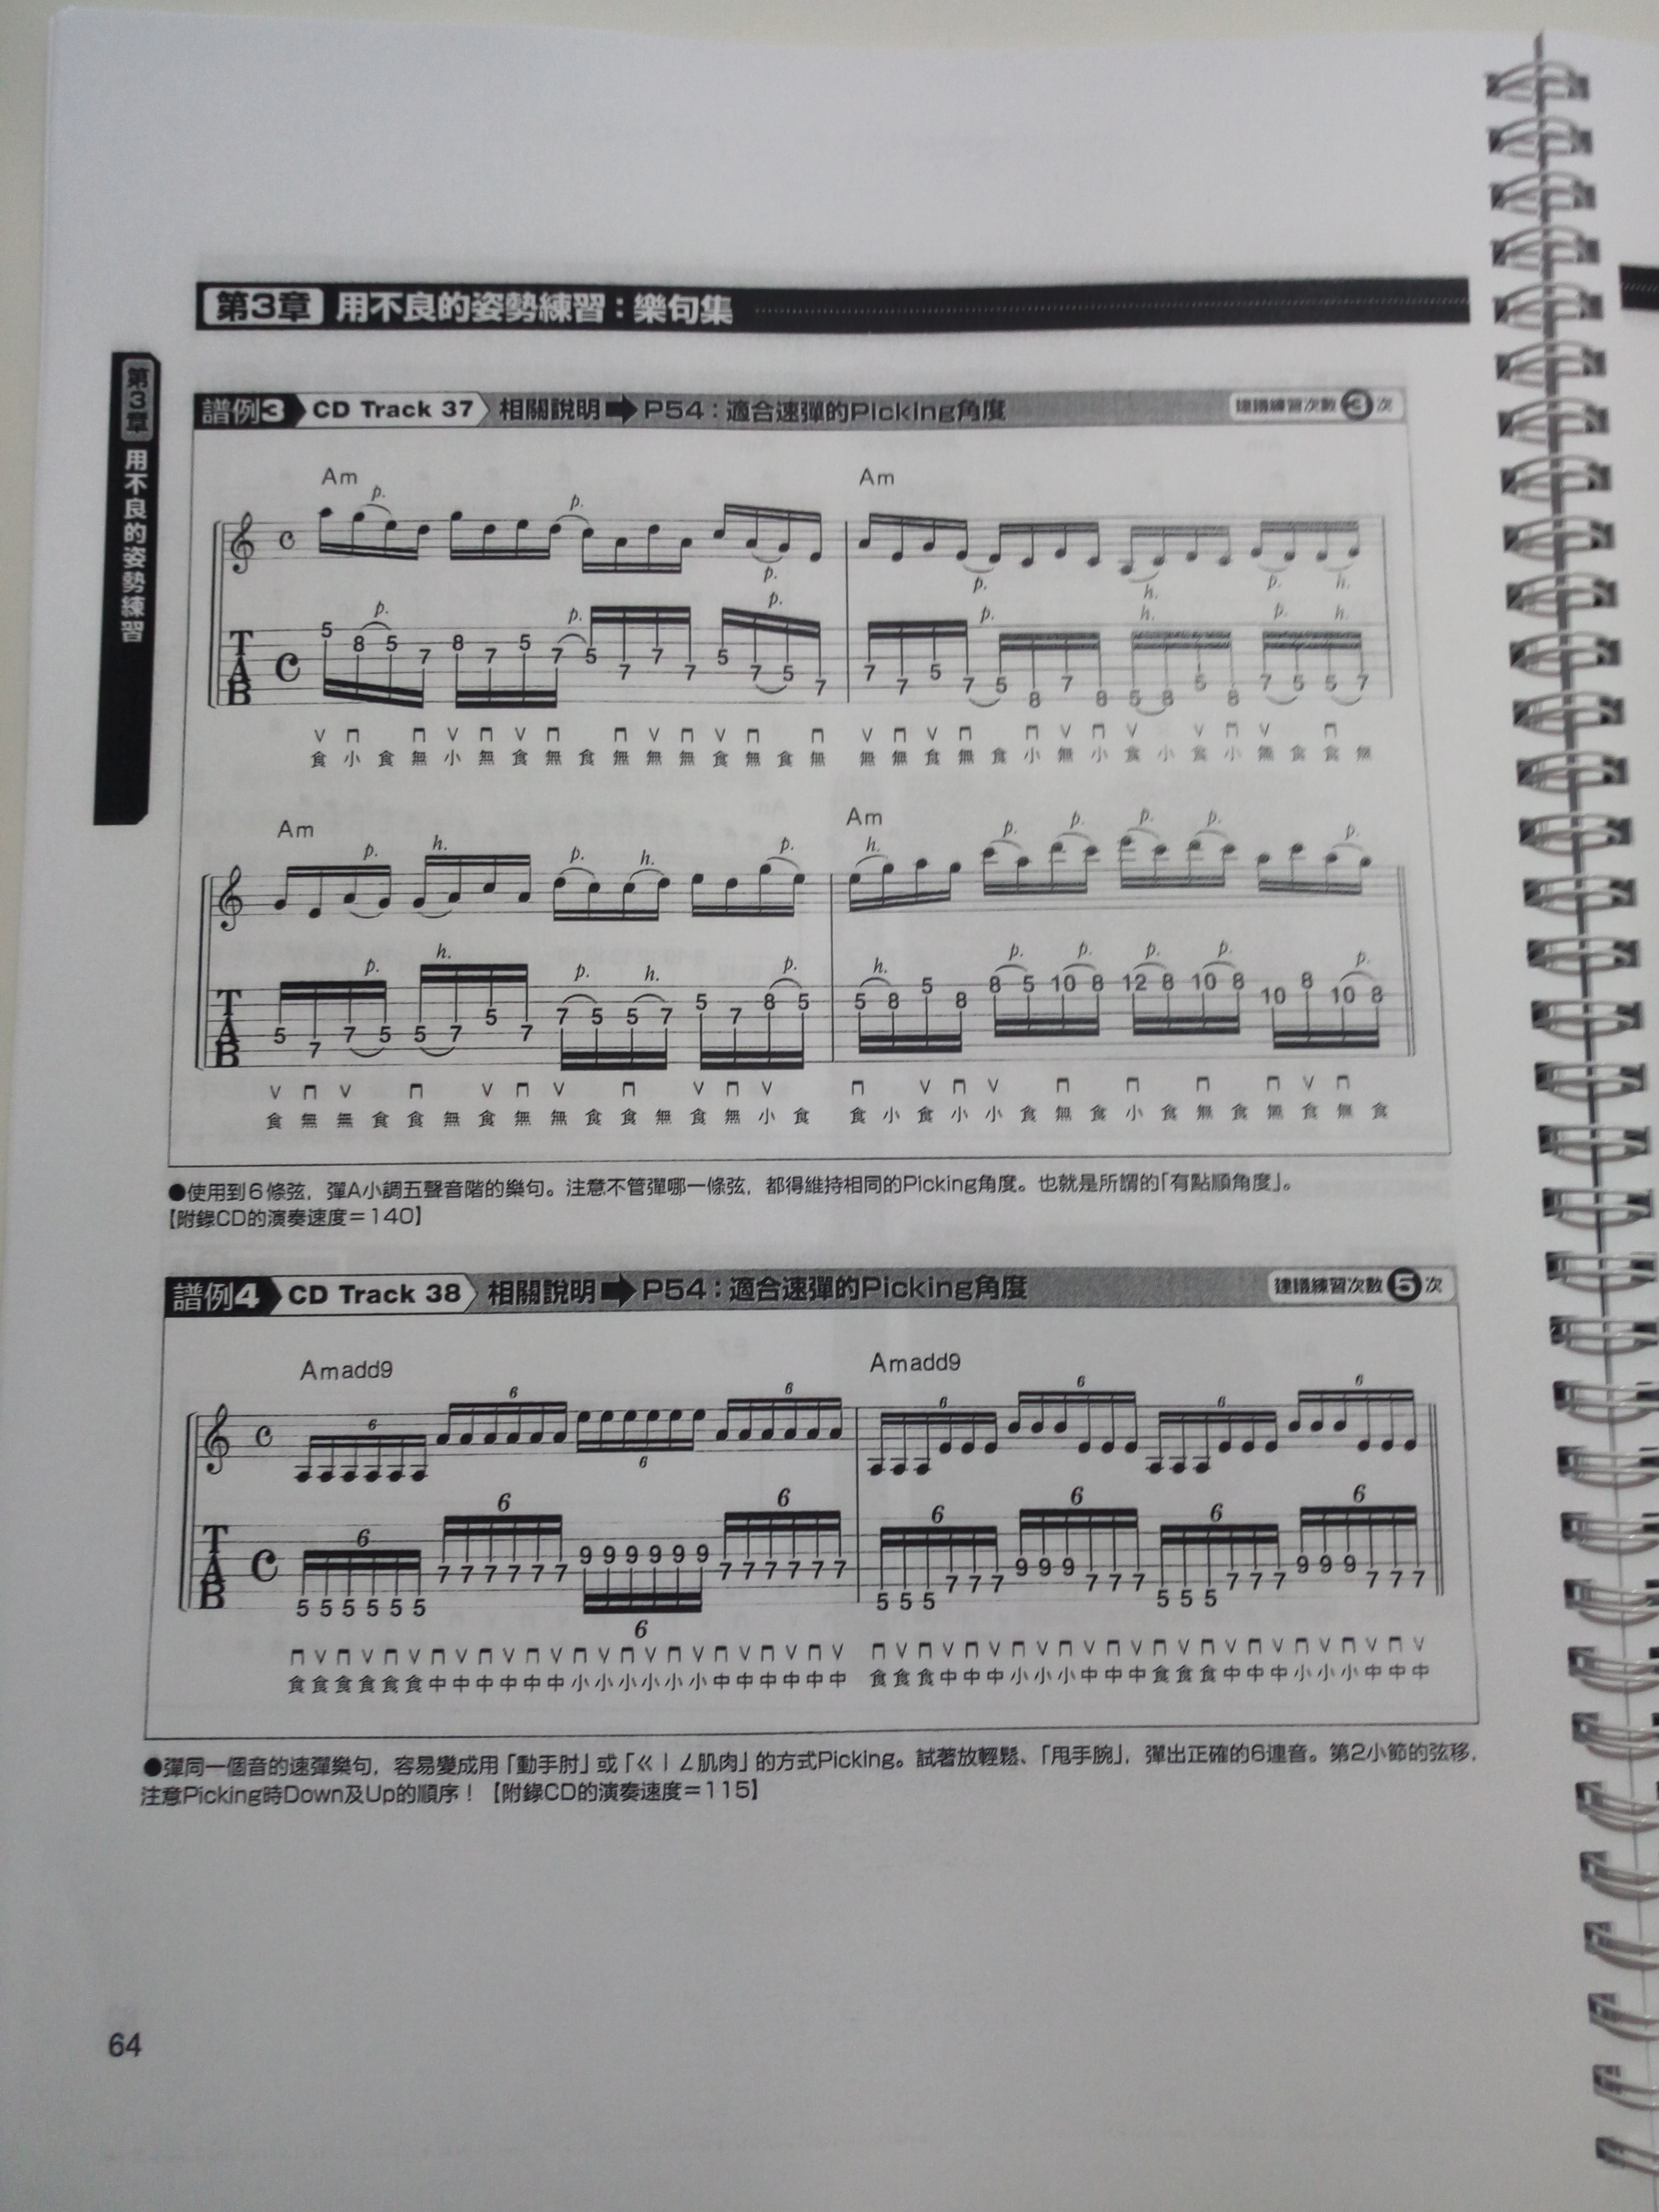 第3章 用不良的姿勢練習：樂句集
第3章 用不良的姿勢練習
譜例3 CD Track 37 相關說明➡P54：適合速彈的Picking角度 建議練習次數 3 次
Am Am
p. p. p. p. h. p. h.
C
p. p. p. p. h. p. h.
T A B C
5 8 5 7 8 7 5 7 5 7 7 7 5 7 5 7 7 7 5 7 5 8 7 8 5 8 5 8 7 5 5 7
V ⊓ ⊓ V ⊓ V ⊓ ⊓ V ⊓ V ⊓ ⊓ V ⊓ V ⊓ ⊓ V ⊓ V V ⊓ V ⊓
食 小 食 無 小 無 食 無 食 無 無 無 食 無 食 無 無 無 食 無 食 小 無 小 食 小 食 小 無 食 食 無
Am Am
p. h. p. h. p. h. p. p. p. p. p.
p. h. p. h. p. h. p. p. p. p. p.
T A B
5 7 7 5 5 7 5 7 7 5 5 7 5 7 8 5 5 8 5 8 8 5 10 8 12 8 10 8 10 8 10 8
V ⊓ V ⊓ V ⊓ V ⊓ V ⊓ V ⊓ V ⊓ V ⊓ ⊓ ⊓ ⊓ V ⊓
食 無 無 食 食 無 食 無 無 食 食 無 食 無 小 食 食 小 食 小 小 食 無 食 小 食 無 食 無 食 無 食
●使用到6條弦，彈A小調五聲音階的樂句。注意不管彈哪一條弦，都得維持相同的Picking角度。也就是所謂的「有點順角度」。
【附錄CD的演奏速度＝140】
譜例4 CD Track 38 相關說明➡P54：適合速彈的Picking角度 建議練習次數 5 次
Amadd9 Amadd9
6 6 6 6 6 6 6 6
C
6 6 6 6 6 6 6 6
T A B C
5 5 5 5 5 5 7 7 7 7 7 7 9 9 9 9 9 9 7 7 7 7 7 7 5 5 5 7 7 7 9 9 9 7 7 7 5 5 5 7 7 7 9 9 9 7 7 7
⊓ V ⊓ V ⊓ V ⊓ V ⊓ V ⊓ V ⊓ V ⊓ V ⊓ V ⊓ V ⊓ V ⊓ V ⊓ V ⊓ V ⊓ V ⊓ V ⊓ V ⊓ V ⊓ V ⊓ V ⊓ V ⊓ V ⊓ V
食 食 食 食 食 食 中 中 中 中 中 中 小 小 小 小 小 小 中 中 中 中 中 中 食 食 食 中 中 中 小 小 小 中 中 中 食 食 食 中 中 中 小 小 小 中 中 中
●彈同一個音的速彈樂句，容易變成用「動手肘」或「ㄍㄧㄥ肌肉」的方式Picking。試著放輕鬆、「甩手腕」，彈出正確的6連音。第2小節的弦移，
注意Picking時Down及Up的順序！【附錄CD的演奏速度＝115】
64